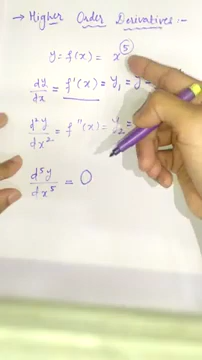 → Higher Order Derivatives :-
y = f(x) = x⁵
dy/dx = f'(x) = y₁ = y
d²y/dx² = f''(x) = y₂ =
d⁵y/dx⁵ = 0